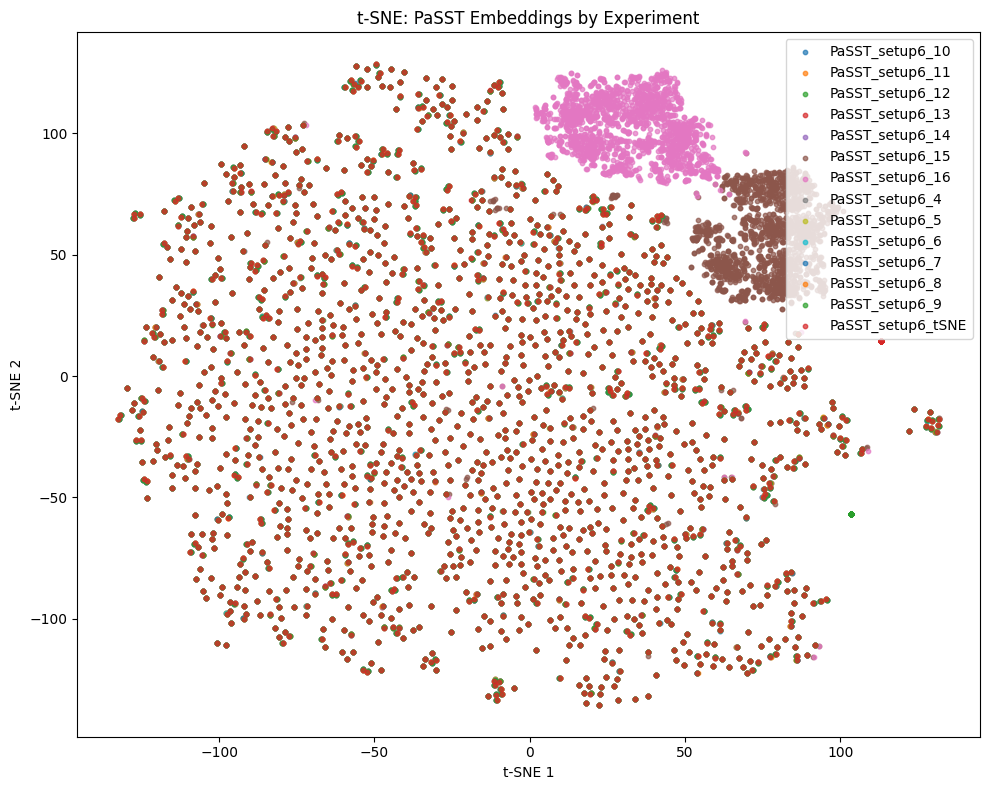 t-SNE: PaSST Embeddings by Experiment
PaSST_setup6_10
PaSST_setup6_11
PaSST_setup6_12
PaSST_setup6_13
PaSST_setup6_14
PaSST_setup6_15
PaSST_setup6_16
PaSST_setup6_4
PaSST_setup6_5
PaSST_setup6_6
PaSST_setup6_7
PaSST_setup6_8
PaSST_setup6_9
PaSST_setup6_tSNE
100
50
0
−50
−100
t-SNE 2
−100 −50 0 50 100
t-SNE 1